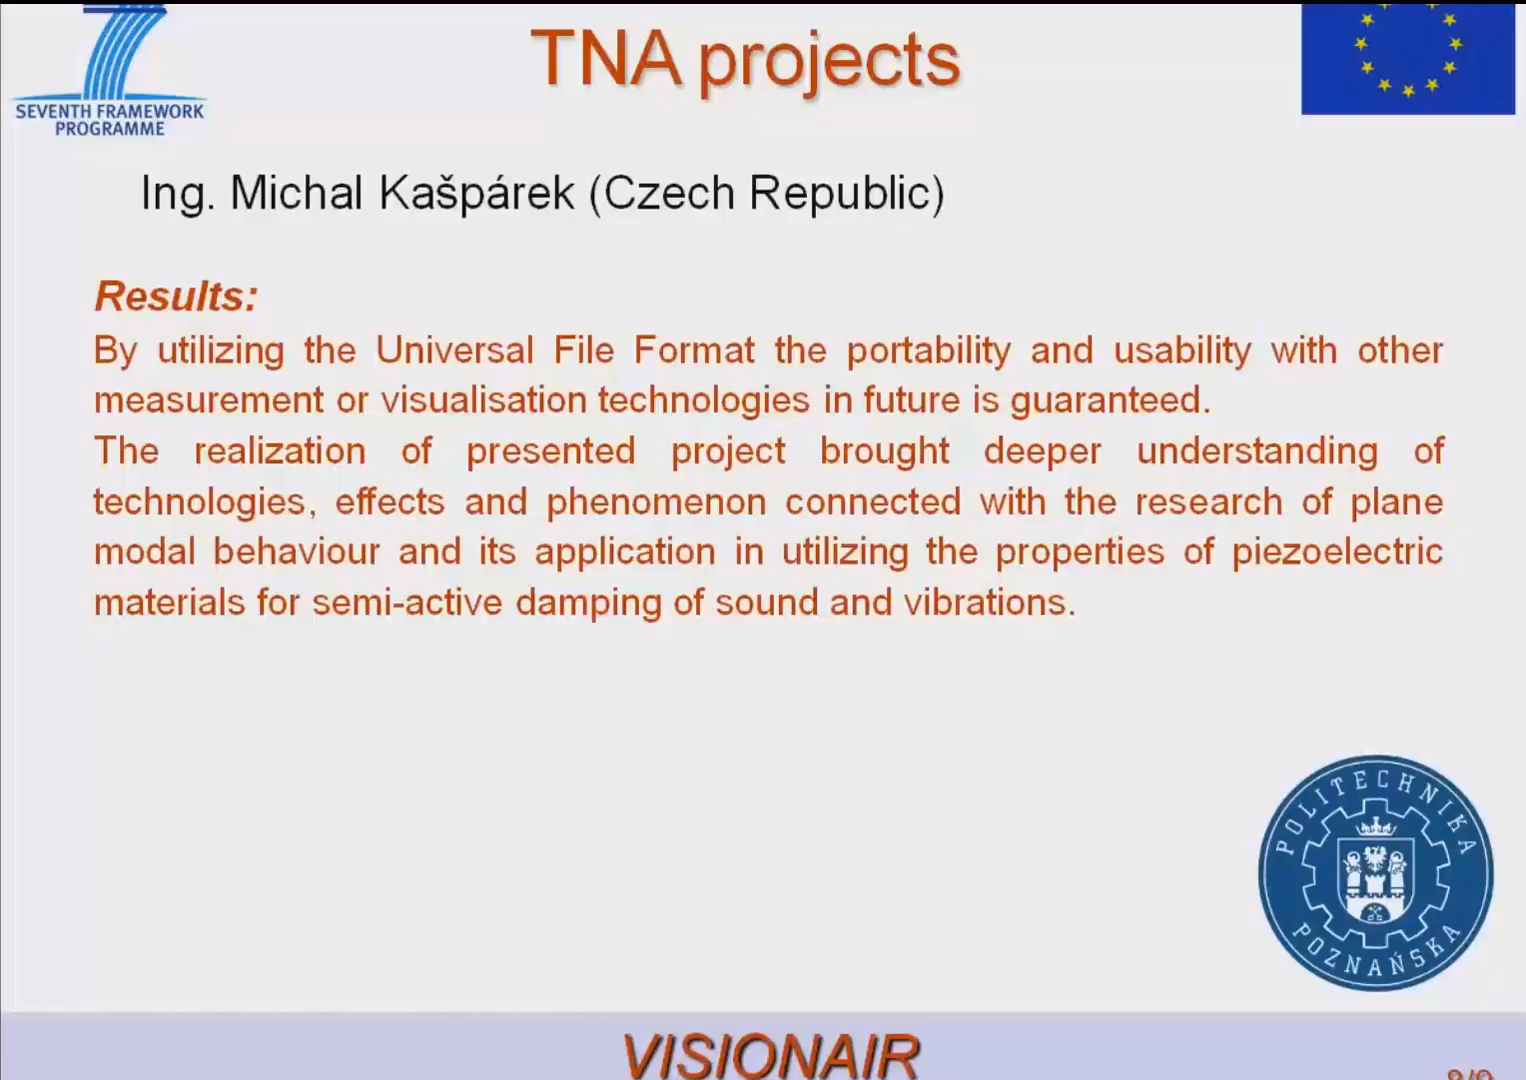 TNA projects
SEVENTH FRAMEWORK
PROGRAMME
Ing. Michal Kašpárek (Czech Republic)
Results:
By utilizing the Universal File Format the portability and usability with other
measurement or visualisation technologies in future is guaranteed.
The realization of presented project brought deeper understanding of
technologies, effects and phenomenon connected with the research of plane
modal behaviour and its application in utilizing the properties of piezoelectric
materials for semi-active damping of sound and vibrations.
POLITECHNIKA
POZNAŃSKA
VISIONAIR